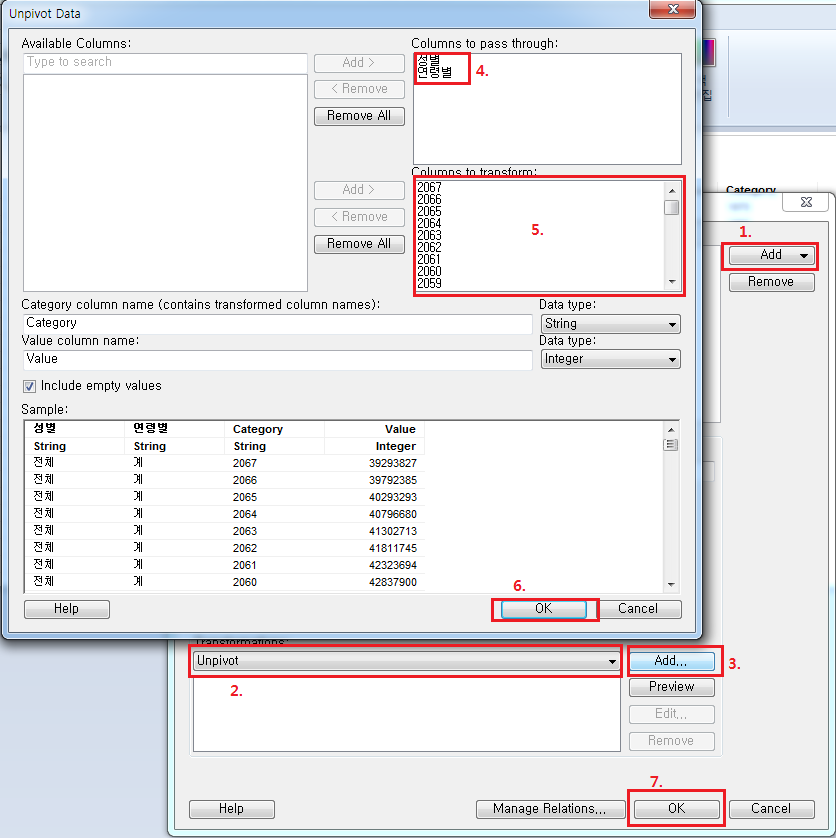 Unpivot Data
Available Columns:
Type to search
Add >
< Remove
Remove All
Columns to pass through:
성별
연령별
4.
Add >
< Remove
Remove All
Columns to transform:
2067
2066
2065
2064
2063
2062
2061
2060
2059
5.
Category column name (contains transformed column names):
Data type:
Category
String
Value column name:
Data type:
Value
Integer
Include empty values
Sample:
성별 연령별 Category Value
String String String Integer
전체 계 2067 39293827
전체 계 2066 39792385
전체 계 2065 40293293
전체 계 2064 40796680
전체 계 2063 41302713
전체 계 2062 41811745
전체 계 2061 42323694
전체 계 2060 42837900
6.
Help
OK
Cancel
Category
1.
Add
Remove
Transformations:
Unpivot
Add...
3.
2.
Preview
Edit...
Remove
7.
Help
Manage Relations...
OK
Cancel